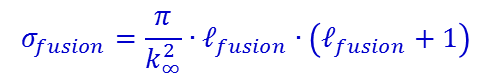 σ_fusion = π / k_∞^2 · ℓ_fusion · (ℓ_fusion + 1)